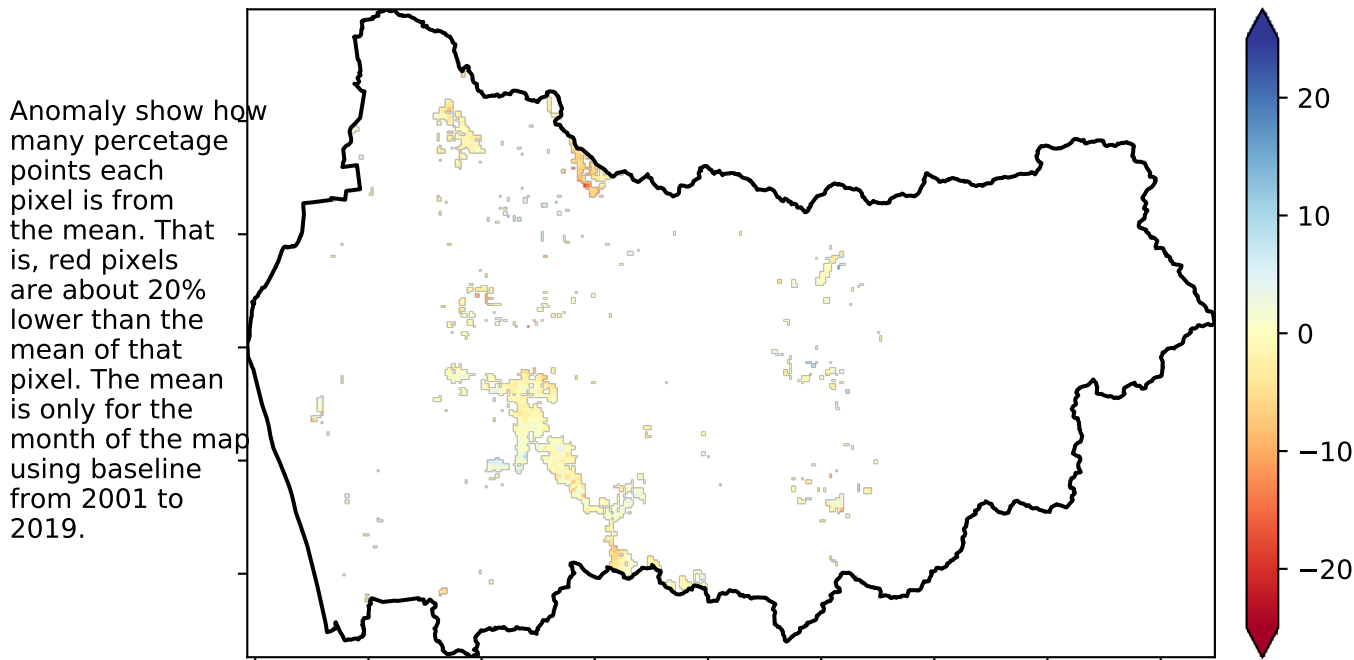 Anomaly show how
many percetage
points each
pixel is from
the mean. That
is, red pixels
are about 20%
lower than the
mean of that
pixel. The mean
is only for the
month of the map
using baseline
from 2001 to
2019.
20
10
0
−10
−20